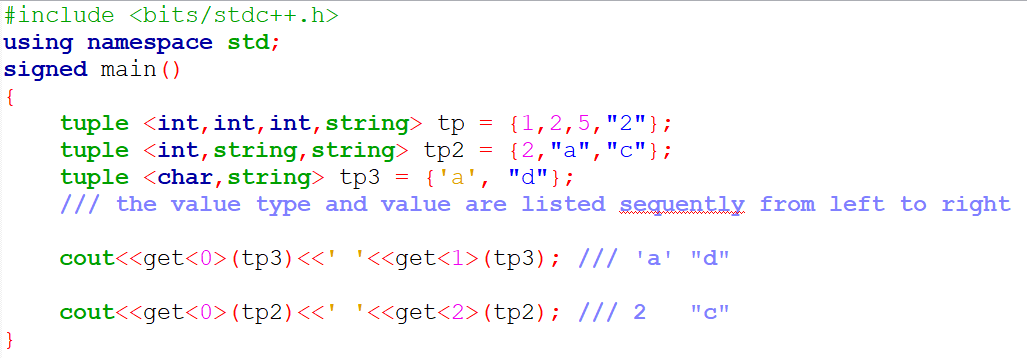 #include <bits/stdc++.h>
using namespace std;
signed main()
{
    tuple <int,int,int,string> tp = {1,2,5,"2"};
    tuple <int,string,string> tp2 = {2,"a","c"};
    tuple <char,string> tp3 = {'a', "d"};
    /// the value type and value are listed sequently from left to right
    cout<<get<0>(tp3)<<' '<<get<1>(tp3); /// 'a' "d"
    cout<<get<0>(tp2)<<' '<<get<2>(tp2); /// 2   "c"
}